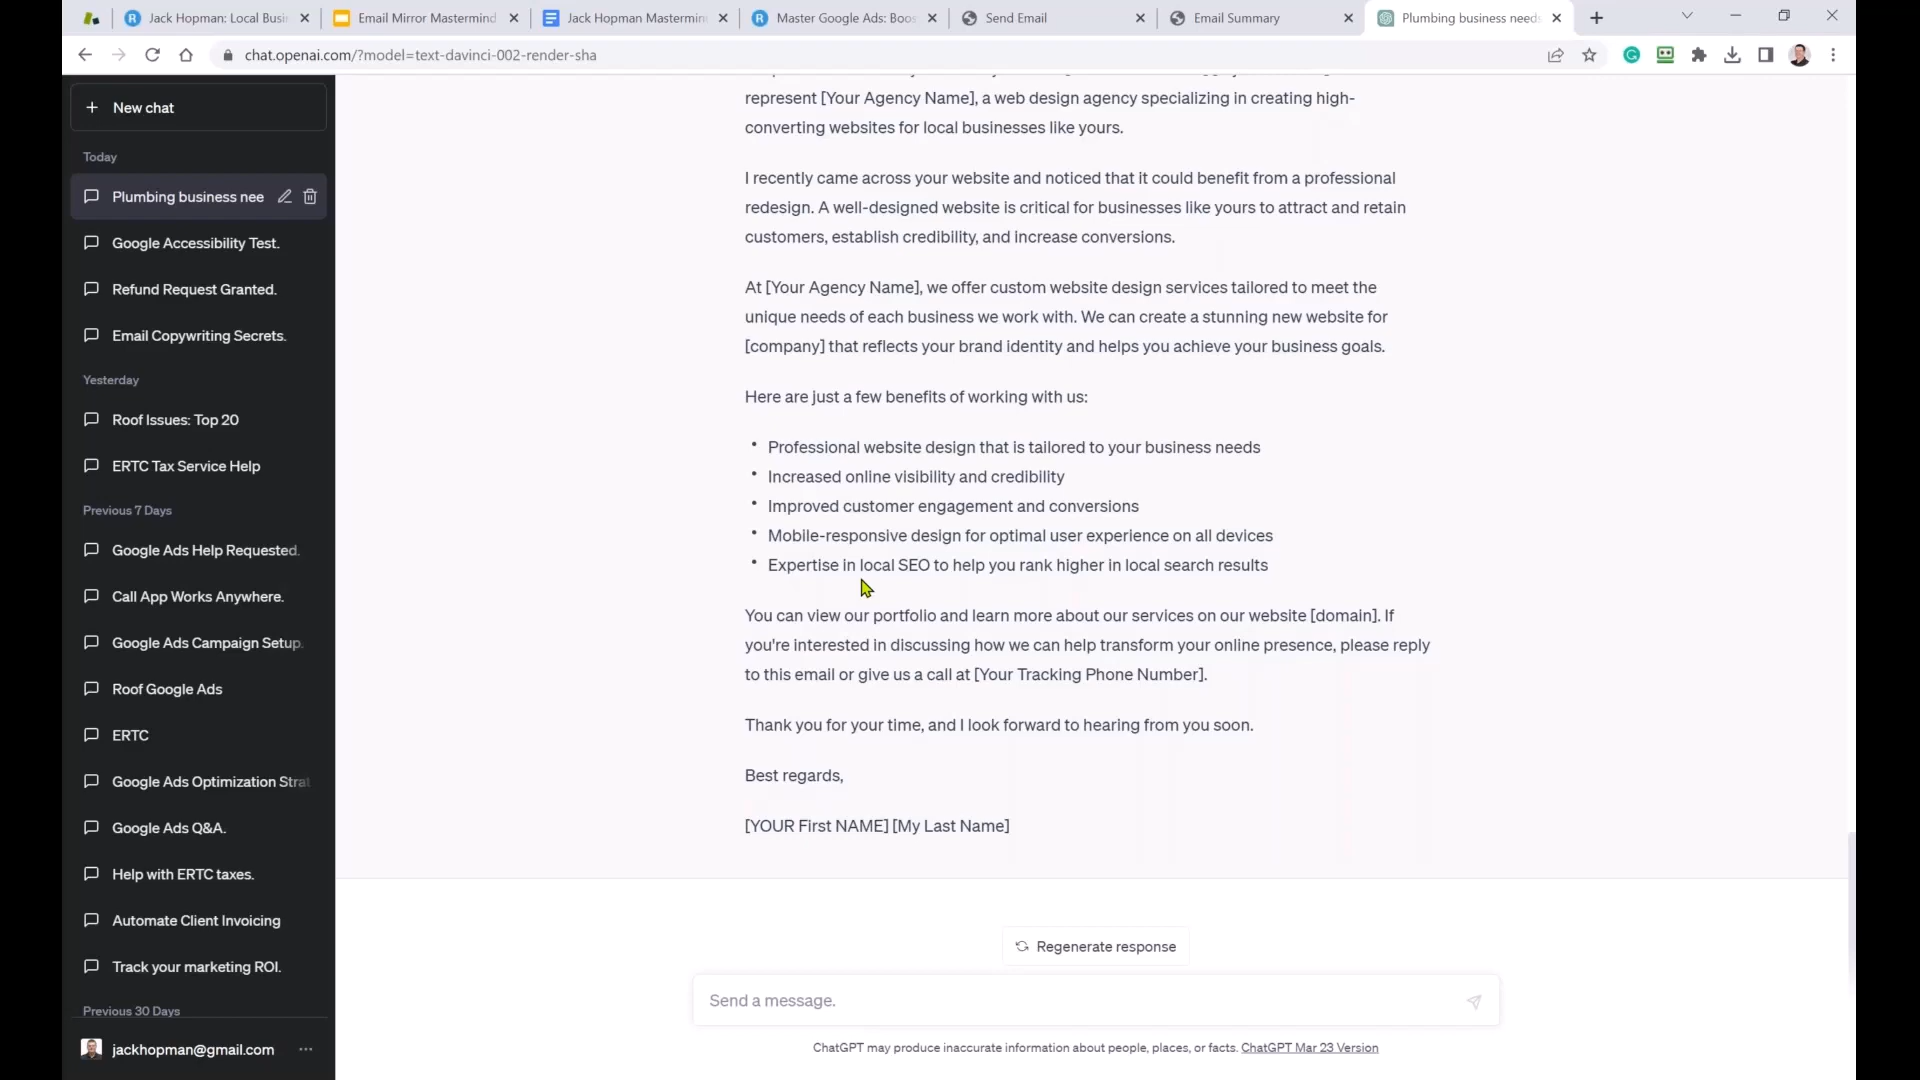 Jack Hopman: Local Busi
Email Mirror Mastermind
Jack Hopman Mastermin
Master Google Ads: Boos
Send Email
Email Summary
Plumbing business need
chat.openai.com/?model=text-davinci-002-render-sha
New chat
Today
Plumbing business nee
Google Accessibility Test.
Refund Request Granted.
Email Copywriting Secrets.
Yesterday
Roof Issues: Top 20
ERTC Tax Service Help
Previous 7 Days
Google Ads Help Requested.
Call App Works Anywhere.
Google Ads Campaign Setup.
Roof Google Ads
ERTC
Google Ads Optimization Strat
Google Ads Q&A.
Help with ERTC taxes.
Automate Client Invoicing
Track your marketing ROI.
Previous 30 Days
jackhopman@gmail.com
represent [Your Agency Name], a web design agency specializing in creating high-
converting websites for local businesses like yours.
I recently came across your website and noticed that it could benefit from a professional
redesign. A well-designed website is critical for businesses like yours to attract and retain
customers, establish credibility, and increase conversions.
At [Your Agency Name], we offer custom website design services tailored to meet the
unique needs of each business we work with. We can create a stunning new website for
[company] that reflects your brand identity and helps you achieve your business goals.
Here are just a few benefits of working with us:
• Professional website design that is tailored to your business needs
• Increased online visibility and credibility
• Improved customer engagement and conversions
• Mobile-responsive design for optimal user experience on all devices
• Expertise in local SEO to help you rank higher in local search results
You can view our portfolio and learn more about our services on our website [domain]. If
you're interested in discussing how we can help transform your online presence, please reply
to this email or give us a call at [Your Tracking Phone Number].
Thank you for your time, and I look forward to hearing from you soon.
Best regards,
[YOUR First NAME] [My Last Name]
Regenerate response
Send a message.
ChatGPT may produce inaccurate information about people, places, or facts. ChatGPT Mar 23 Version